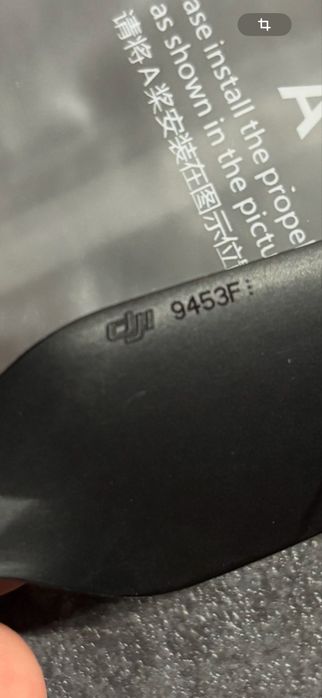 A
ase install the prope
as shown in the pictu
请将 A 桨安装在图示位
dji 9453F